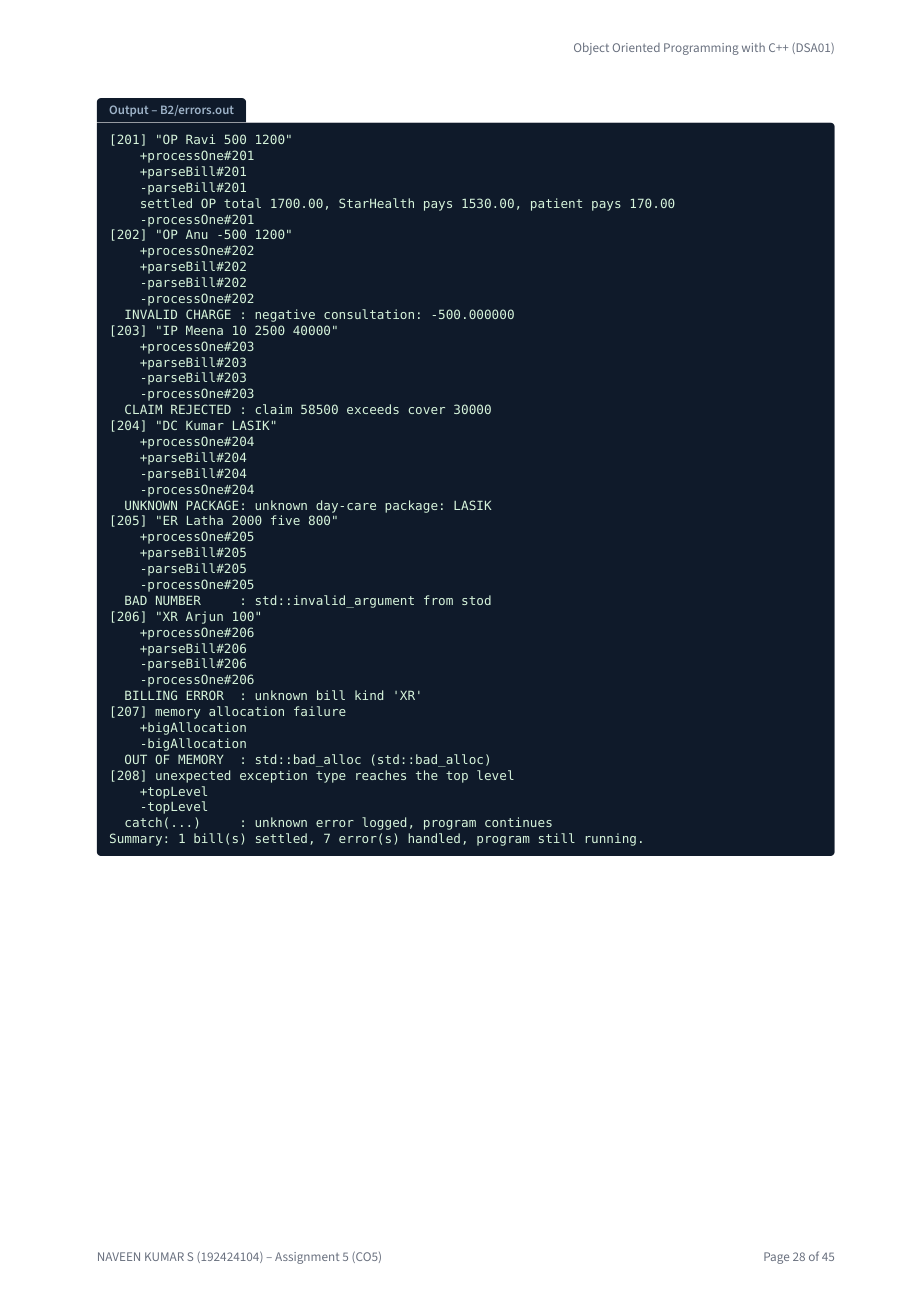 Object Oriented Programming with C++ (DSA01)
Output – B2/errors.out
[201] "OP Ravi 500 1200"
    +processOne#201
    +parseBill#201
    -parseBill#201
    settled OP total 1700.00, StarHealth pays 1530.00, patient pays 170.00
    -processOne#201
[202] "OP Anu -500 1200"
    +processOne#202
    +parseBill#202
    -parseBill#202
    -processOne#202
  INVALID CHARGE : negative consultation: -500.000000
[203] "IP Meena 10 2500 40000"
    +processOne#203
    +parseBill#203
    -parseBill#203
    -processOne#203
  CLAIM REJECTED : claim 58500 exceeds cover 30000
[204] "DC Kumar LASIK"
    +processOne#204
    +parseBill#204
    -parseBill#204
    -processOne#204
  UNKNOWN PACKAGE: unknown day-care package: LASIK
[205] "ER Latha 2000 five 800"
    +processOne#205
    +parseBill#205
    -parseBill#205
    -processOne#205
  BAD NUMBER     : std::invalid_argument from stod
[206] "XR Arjun 100"
    +processOne#206
    +parseBill#206
    -parseBill#206
    -processOne#206
  BILLING ERROR  : unknown bill kind 'XR'
[207] memory allocation failure
    +bigAllocation
    -bigAllocation
  OUT OF MEMORY  : std::bad_alloc (std::bad_alloc)
[208] unexpected exception type reaches the top level
    +topLevel
    -topLevel
  catch(...)     : unknown error logged, program continues
Summary: 1 bill(s) settled, 7 error(s) handled, program still running.
NAVEEN KUMAR S (192424104) – Assignment 5 (CO5)
Page 28 of 45